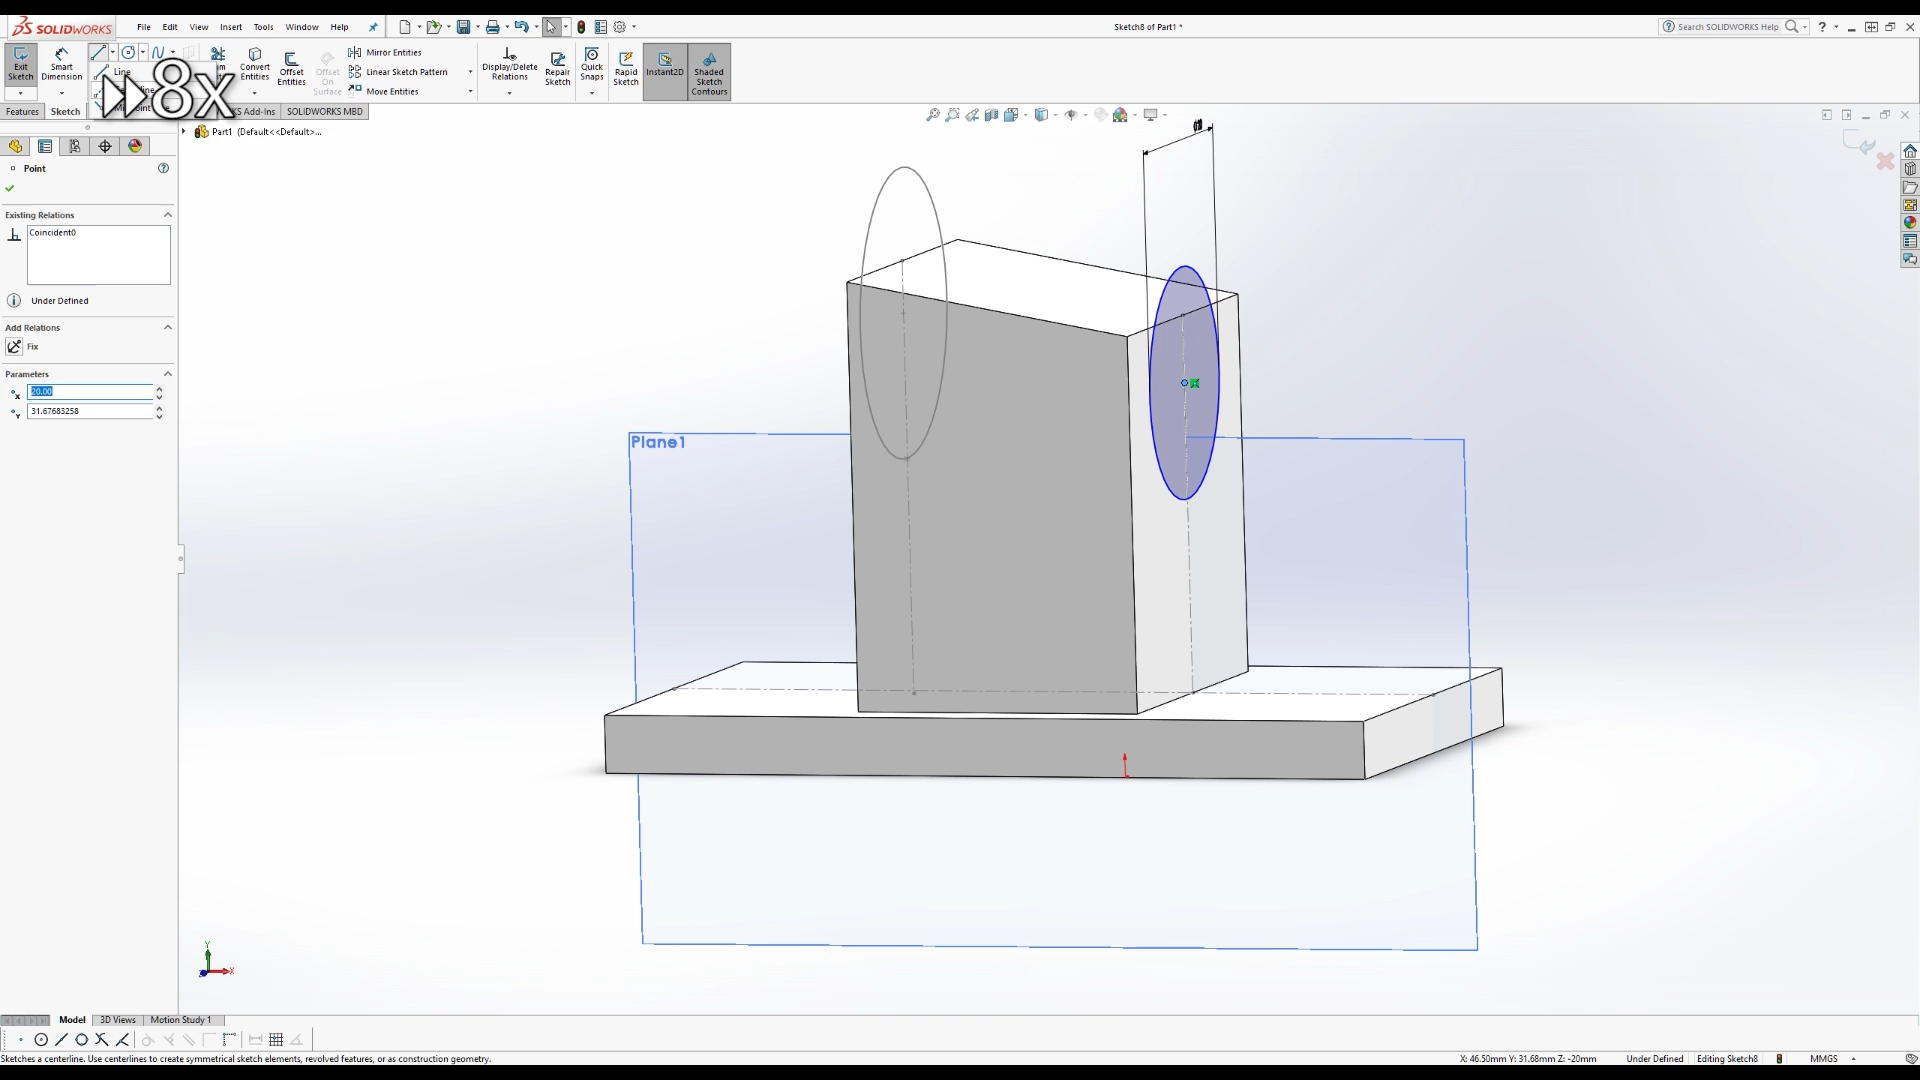 SOLIDWORKS
File Edit View Insert Tools Window Help
Sketch8 of Part1 *
Search SOLIDWORKS Help
Exit Sketch
Smart Dimension
Line
8x
Convert Entities
Offset Entities
Offset On Surface
Mirror Entities
Linear Sketch Pattern
Move Entities
Display/Delete Relations
Repair Sketch
Quick Snaps
Rapid Sketch
Instant2D
Shaded Sketch Contours
Features Sketch
KS Add-Ins SOLIDWORKS MBD
Part1 (Default<<Default>...
Point
Existing Relations
Coincident0
Under Defined
Add Relations
Fix
Parameters
20.00
31.67683258
Plane1
Y
X
Model 3D Views Motion Study 1
Sketches a centerline. Use centerlines to create symmetrical sketch elements, revolved features, or as construction geometry.
X: 46.50mm Y: 31.68mm Z: -20mm Under Defined Editing Sketch8 MMGS